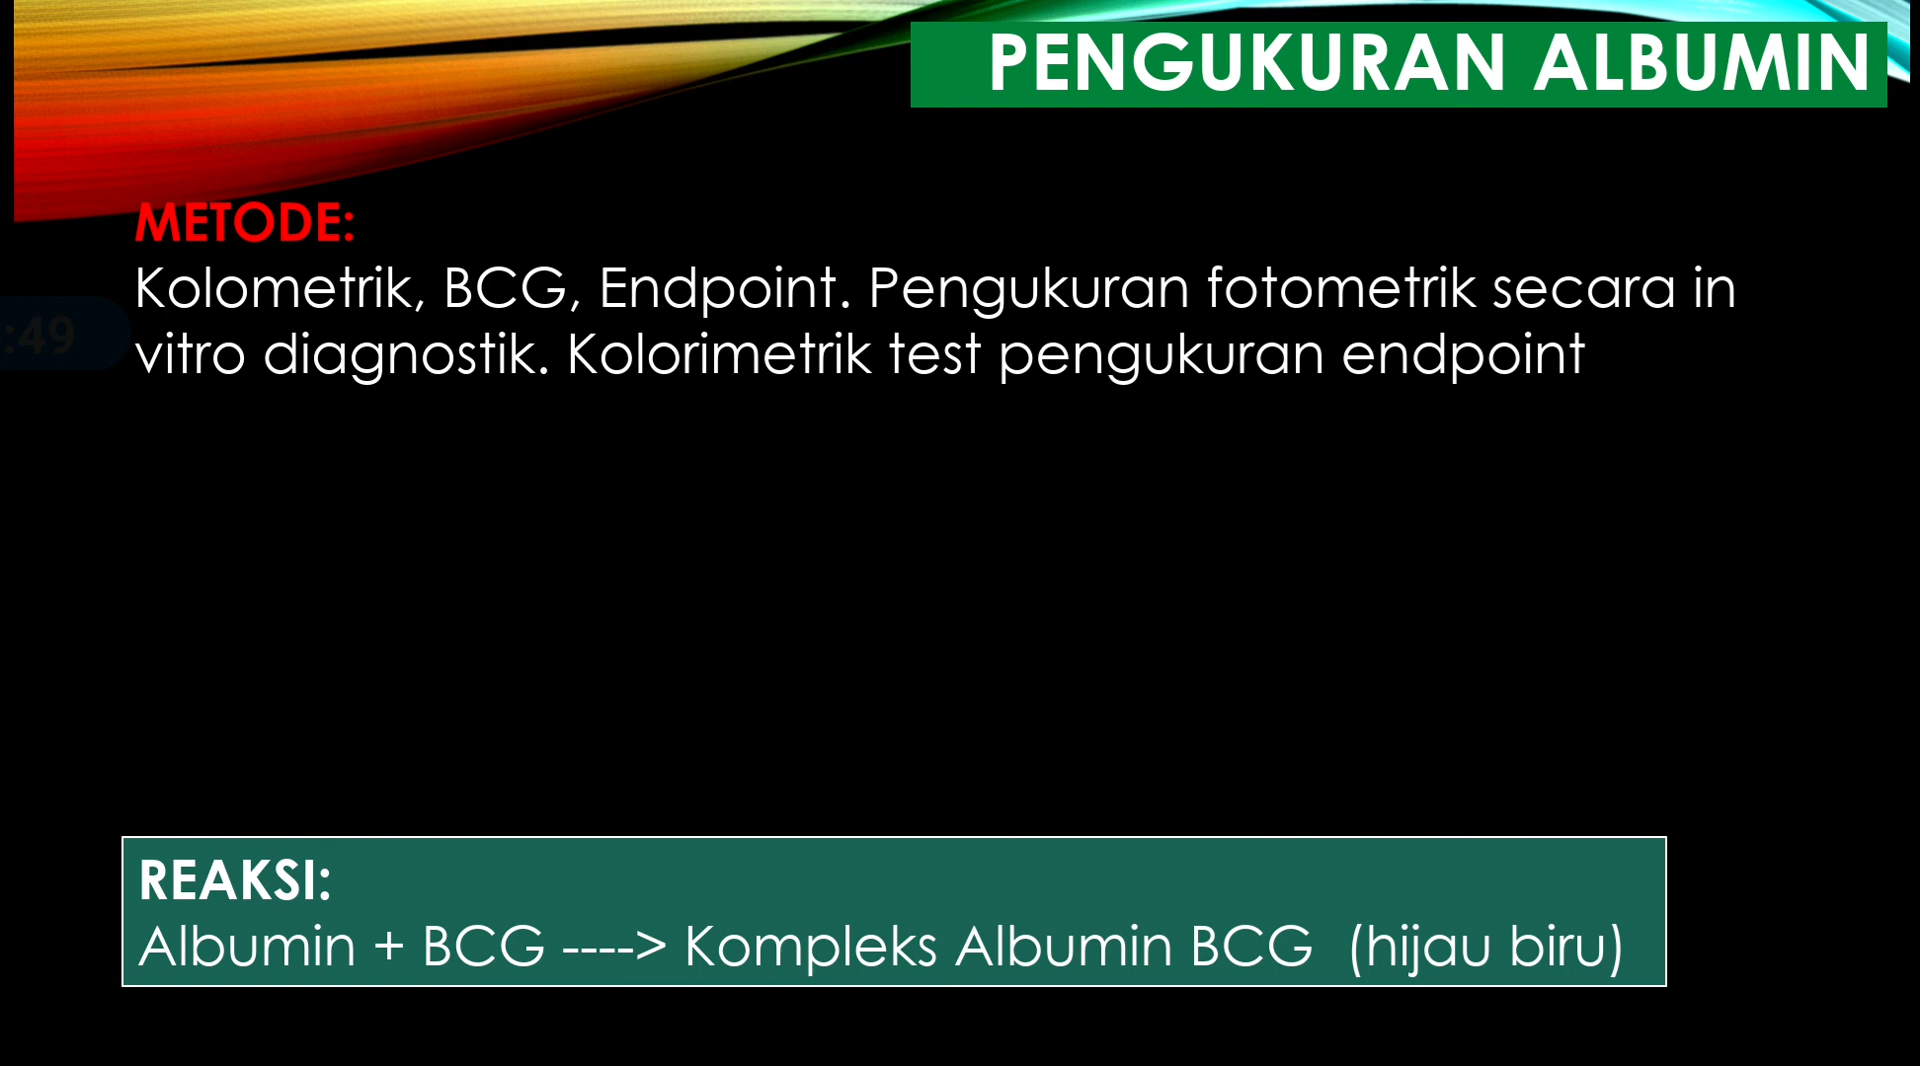 PENGUKURAN ALBUMIN
METODE:
Kolometrik, BCG, Endpoint. Pengukuran fotometrik secara in
vitro diagnostik. Kolorimetrik test pengukuran endpoint
:49
REAKSI:
Albumin + BCG ----> Kompleks Albumin BCG (hijau biru)